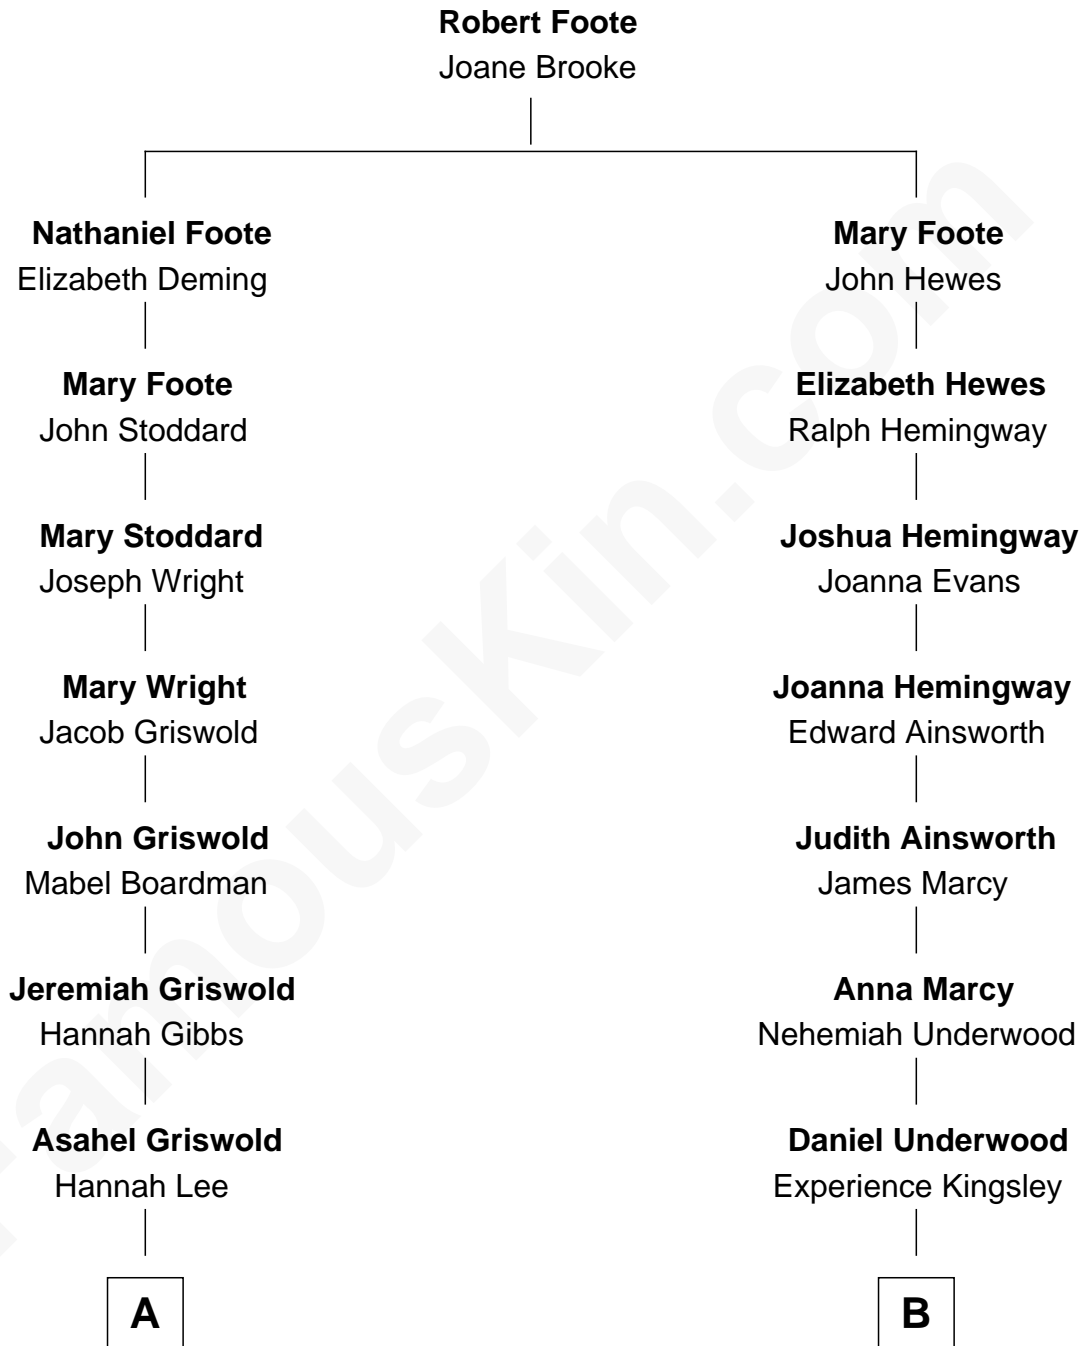 Robert Foote
Joane Brooke
Nathaniel Foote
Elizabeth Deming
Mary Foote
John Hewes
Mary Foote
John Stoddard
Elizabeth Hewes
Ralph Hemingway
Mary Stoddard
Joseph Wright
Joshua Hemingway
Joanna Evans
Mary Wright
Jacob Griswold
Joanna Hemingway
Edward Ainsworth
John Griswold
Mabel Boardman
Judith Ainsworth
James Marcy
Jeremiah Griswold
Hannah Gibbs
Anna Marcy
Nehemiah Underwood
Asahel Griswold
Hannah Lee
Daniel Underwood
Experience Kingsley
A
B
FamousKin.com